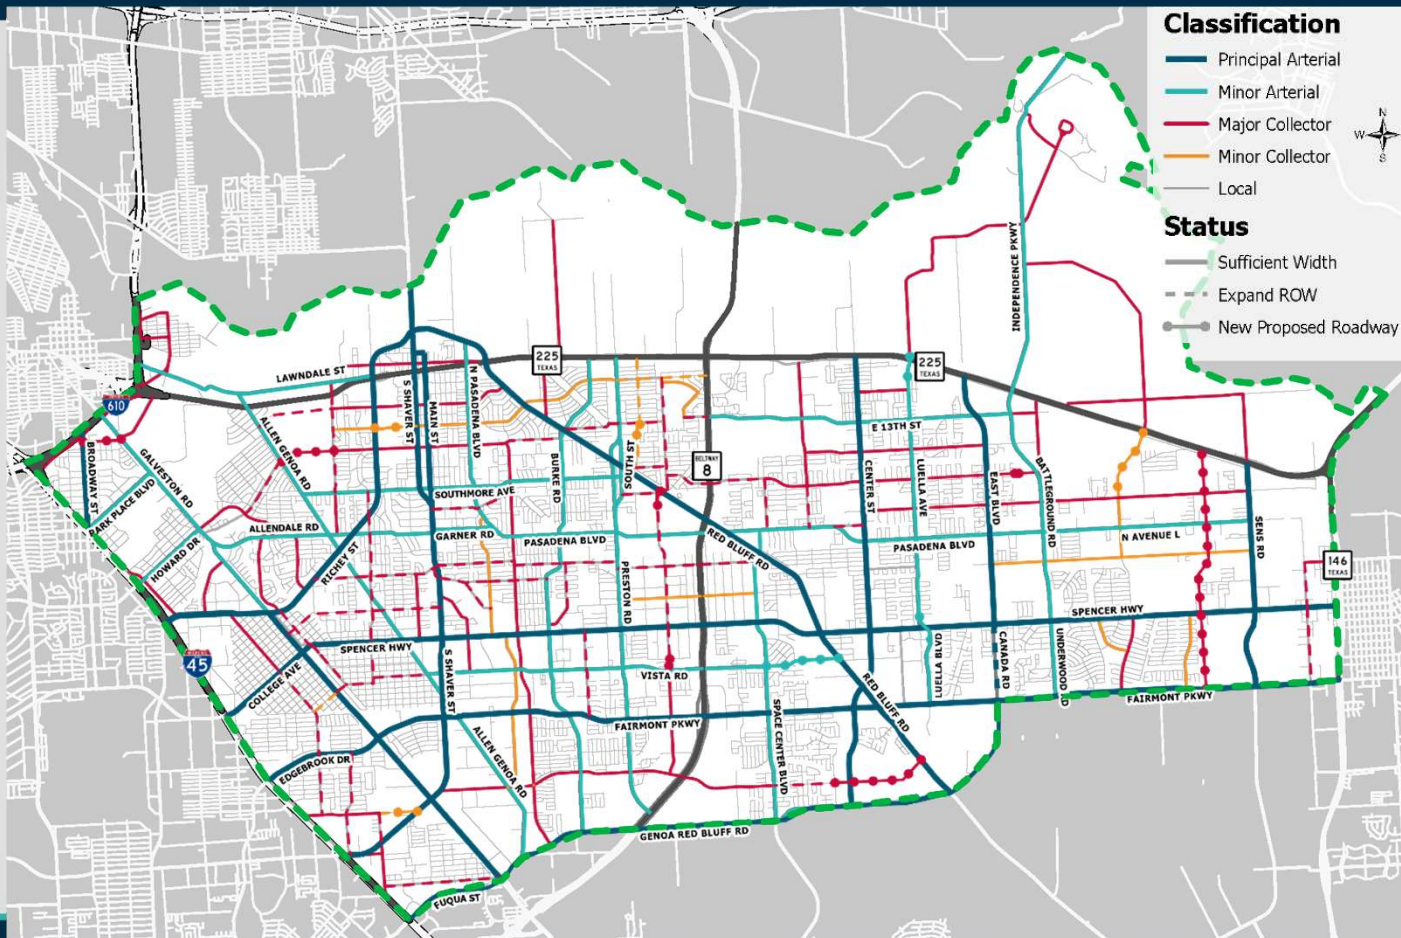 Classification
Principal Arterial
Minor Arterial
Major Collector
Minor Collector
Local
N
W
S
Status
Sufficient Width
Expand ROW
New Proposed Roadway
INDEPENDENCE PKWY
225
TEXAS
225
TEXAS
LAWNDALE ST
610
S SHAVER ST
MAIN ST
N PASADENA BLVD
ALLEN GENOA RD
E 13TH ST
BROADWAY ST
GALVESTON RD
PARK PLACE BLVD
SOUTHMORE AVE
BURKE RD
SOUTH ST
BELTWAY
8
CENTER ST
LUELLA AVE
EAST BLVD
BATTLEGROUND RD
ALLENDALE RD
GARNER RD
PASADENA BLVD
RED BLUFF RD
PASADENA BLVD
N AVENUE L
SENS RD
HOWARD DR
RICHEY ST
PRESTON RD
146
TEXAS
SPENCER HWY
SPENCER HWY
45
COLLEGE AVE
S SHAVER ST
VISTA RD
LUELLA BLVD
CANADA RD
UNDERWOOD RD
RED BLUFF RD
FAIRMONT PKWY
FAIRMONT PKWY
EDGEBROOK DR
ALLEN GENOA RD
SPACE CENTER BLVD
GENOA RED BLUFF RD
FUQUA ST